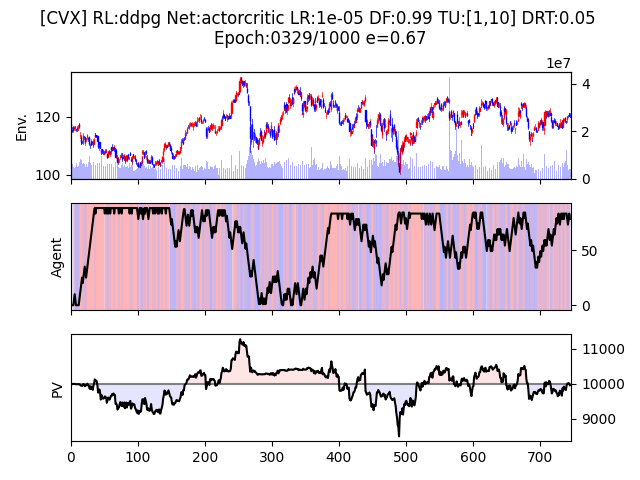 [CVX] RL:ddpg Net:actorcritic LR:1e-05 DF:0.99 TU:[1,10] DRT:0.05
Epoch:0329/1000 e=0.67
1e7
Env.
120
100
4
2
0
Agent
50
0
PV
11000
10000
9000
0 100 200 300 400 500 600 700